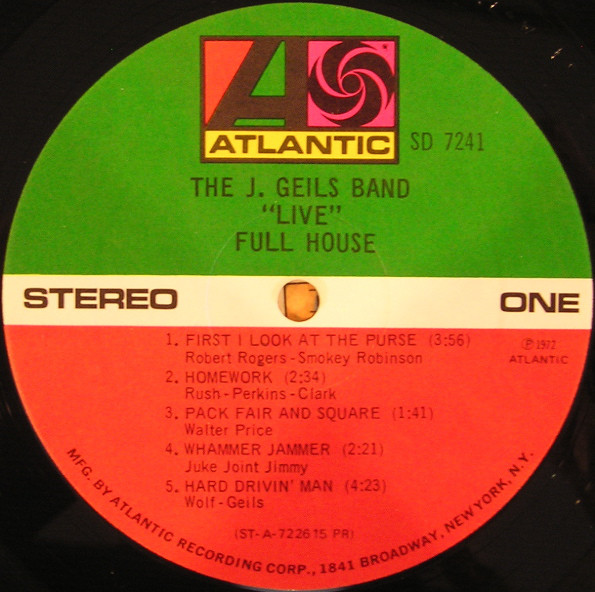 ATLANTIC
SD 7241
THE J. GEILS BAND
"LIVE"
FULL HOUSE
STEREO
ONE
1. FIRST I LOOK AT THE PURSE (3:56)
Robert Rogers-Smokey Robinson
℗ 1972
ATLANTIC
2. HOMEWORK (2:34)
Rush-Perkins-Clark
3. PACK FAIR AND SQUARE (1:41)
Walter Price
4. WHAMMER JAMMER (2:21)
Juke Joint Jimmy
5. HARD DRIVIN' MAN (4:23)
Wolf-Geils
(ST-A-722615 PR)
MFG. BY ATLANTIC RECORDING CORP., 1841 BROADWAY, NEW YORK, N.Y.